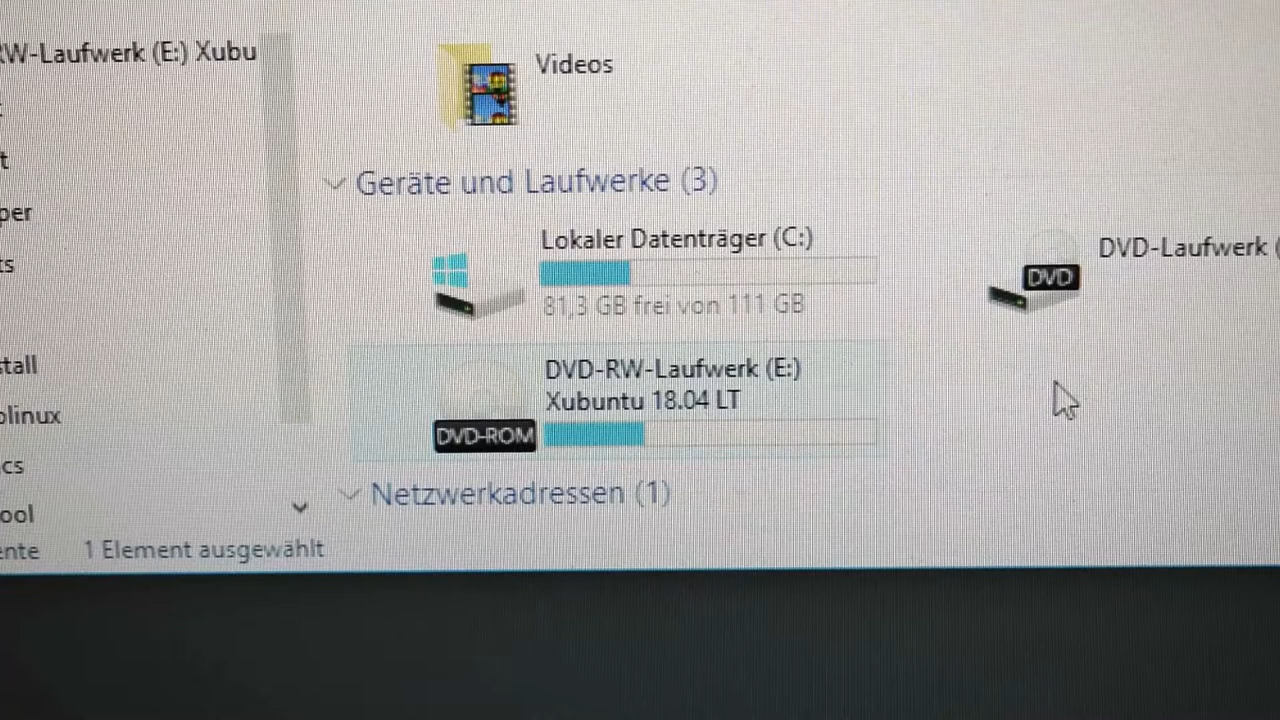 RW-Laufwerk (E:) Xubu
Videos
t
per
ts
Geräte und Laufwerke (3)
Lokaler Datenträger (C:)
81,3 GB frei von 111 GB
DVD
DVD-Laufwerk (
stall
DVD-RW-Laufwerk (E:)
Xubuntu 18.04 LT
DVD-ROM
olinux
cs
ool
Netzwerkadressen (1)
ente 1 Element ausgewählt